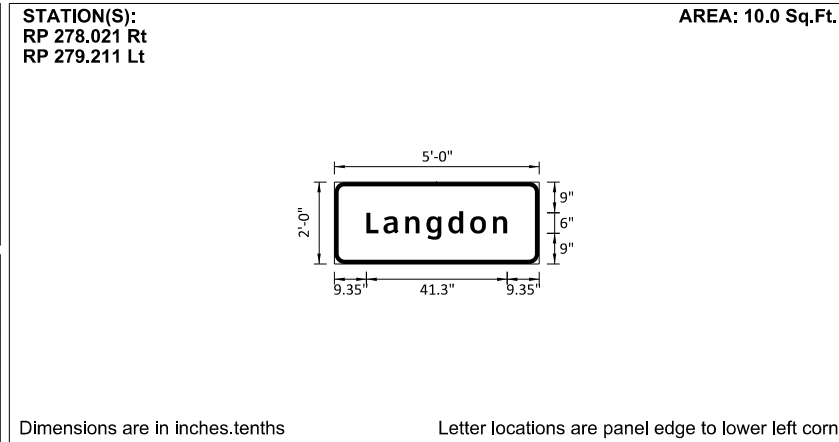 STATION(S):
RP 278.021 Rt
RP 279.211 Lt
AREA: 10.0 Sq.Ft.
5'-0"
2'-0"
Langdon
9"
6"
9"
9.35"
41.3"
9.35"
Dimensions are in inches.tenths
Letter locations are panel edge to lower left corn